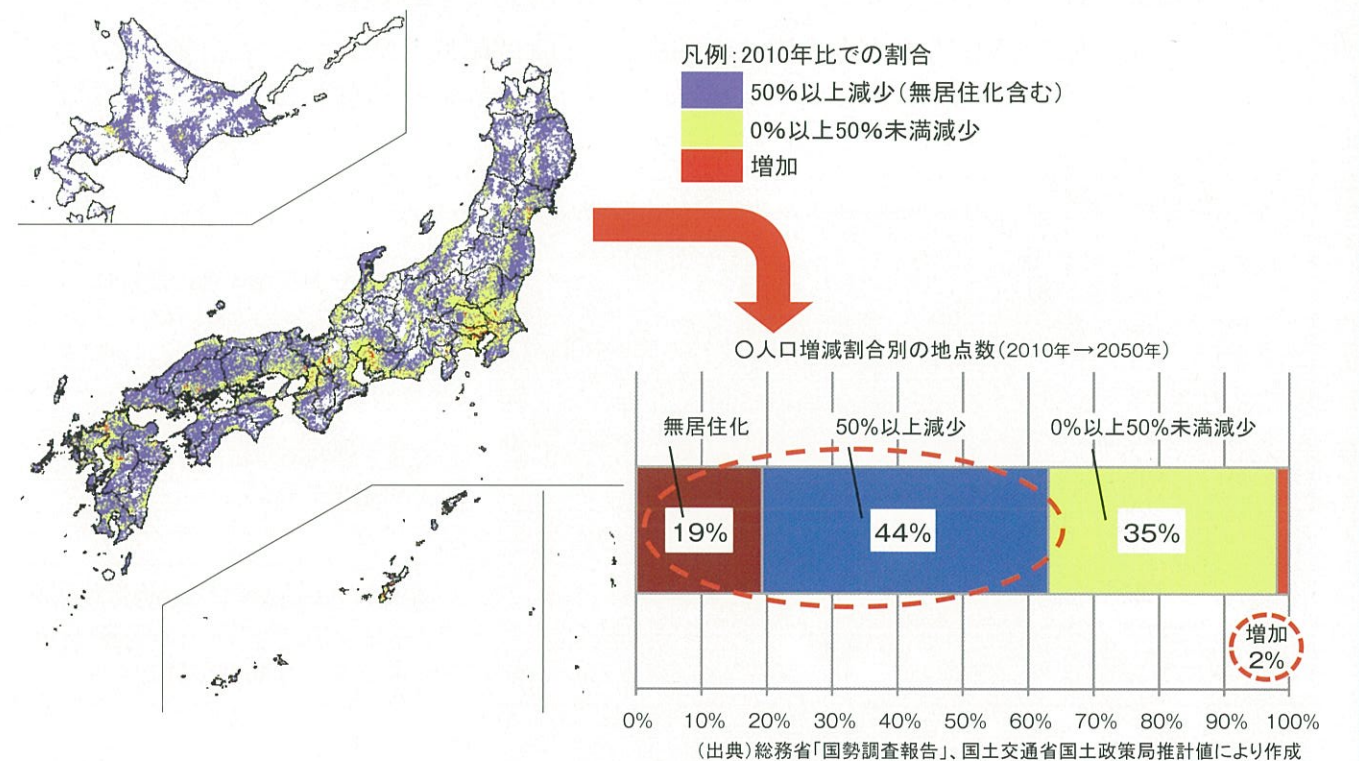 凡例:2010年比での割合
50%以上減少(無居住化含む)
0%以上50%未満減少
増加
〇人口増減割合別の地点数(2010年→2050年)
無居住化
50%以上減少
0%以上50%未満減少
19%
44%
35%
増加
2%
0%
10%
20%
30%
40%
50%
60%
70%
80%
90%
100%
(出典)総務省「国勢調査報告」、国土交通省国土政策局推計値により作成